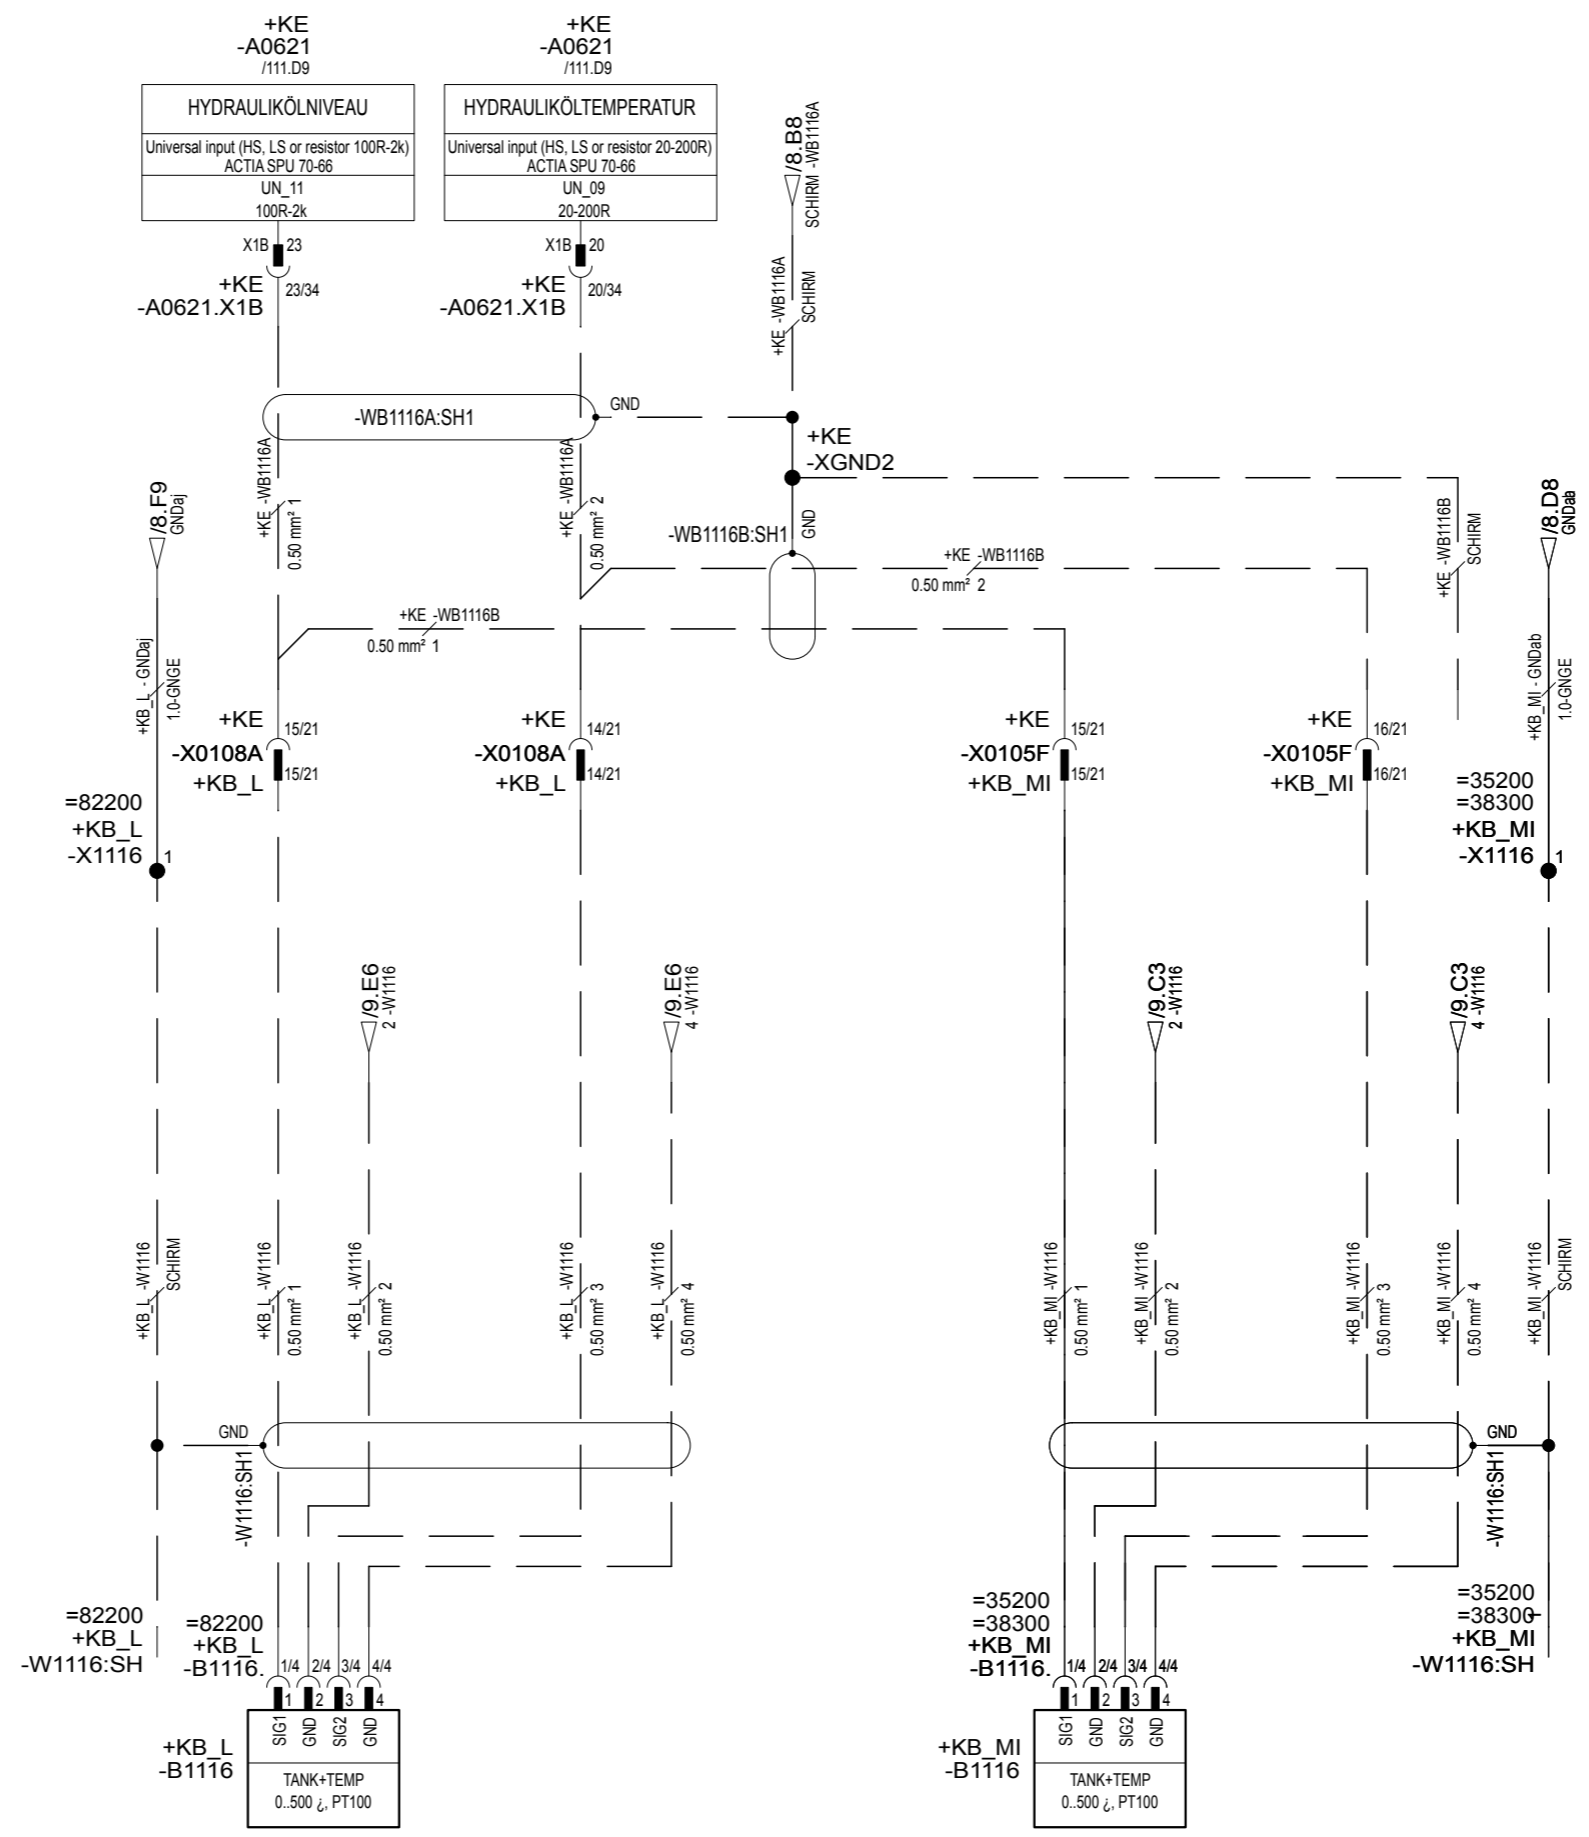 +KE
-A0621
/111.D9
HYDRAULIKÖLNIVEAU
Universal input (HS, LS or resistor 100R-2k)
ACTIA SPU 70-66
UN_11
100R-2k
X1B 23
+KE
-A0621.X1B
23/34
+KE
-A0621
/111.D9
HYDRAULIKÖLTEMPERATUR
Universal input (HS, LS or resistor 20-200R)
ACTIA SPU 70-66
UN_09
20-200R
X1B 20
+KE
-A0621.X1B
20/34
/8.B8
SCHIRM -WB1116A
+KE -WB1116A
SCHIRM
-WB1116A:SH1
GND
+KE
-XGND2
+KE -WB1116A
0.50 mm² 1
+KE -WB1116A
0.50 mm² 2
-WB1116B:SH1
GND
+KE -WB1116B
0.50 mm² 2
+KE -WB1116B
0.50 mm² 1
+KE -WB1116B
SCHIRM
/8.F9
GNDaj
+KB_L - GNDaj
1.0-GNGE
/8.D8
+KB_MI - GNDab
1.0-GNGE
+KE
-X0108A
+KB_L
15/21
15/21
+KE
-X0108A
+KB_L
14/21
14/21
+KE
-X0105F
+KB_MI
15/21
15/21
+KE
-X0105F
+KB_MI
16/21
16/21
=82200
+KB_L
-X1116
1
=35200
=38300
+KB_MI
-X1116
1
/9.E6
2 -W1116
/9.E6
4 -W1116
/9.C3
2 -W1116
/9.C3
4 -W1116
+KB_L -W1116
SCHIRM
+KB_L -W1116
0.50 mm² 1
+KB_L -W1116
0.50 mm² 2
+KB_L -W1116
0.50 mm² 3
+KB_L -W1116
0.50 mm² 4
+KB_MI -W1116
0.50 mm² 1
+KB_MI -W1116
0.50 mm² 2
+KB_MI -W1116
0.50 mm² 3
+KB_MI -W1116
0.50 mm² 4
+KB_MI -W1116
SCHIRM
GND
-W1116:SH1
GND
-W1116:SH1
=82200
+KB_L
-W1116:SH
=82200
+KB_L
-B1116.
1/4 2/4 3/4 4/4
1 2 3 4
SIG1 GND SIG2 GND
+KB_L
-B1116
TANK+TEMP
0..500 ¿, PT100
=35200
=38300
+KB_MI
-B1116.
1/4 2/4 3/4 4/4
1 2 3 4
SIG1 GND SIG2 GND
+KB_MI
-B1116
TANK+TEMP
0..500 ¿, PT100
=35200
=38300
+KB_MI
-W1116:SH